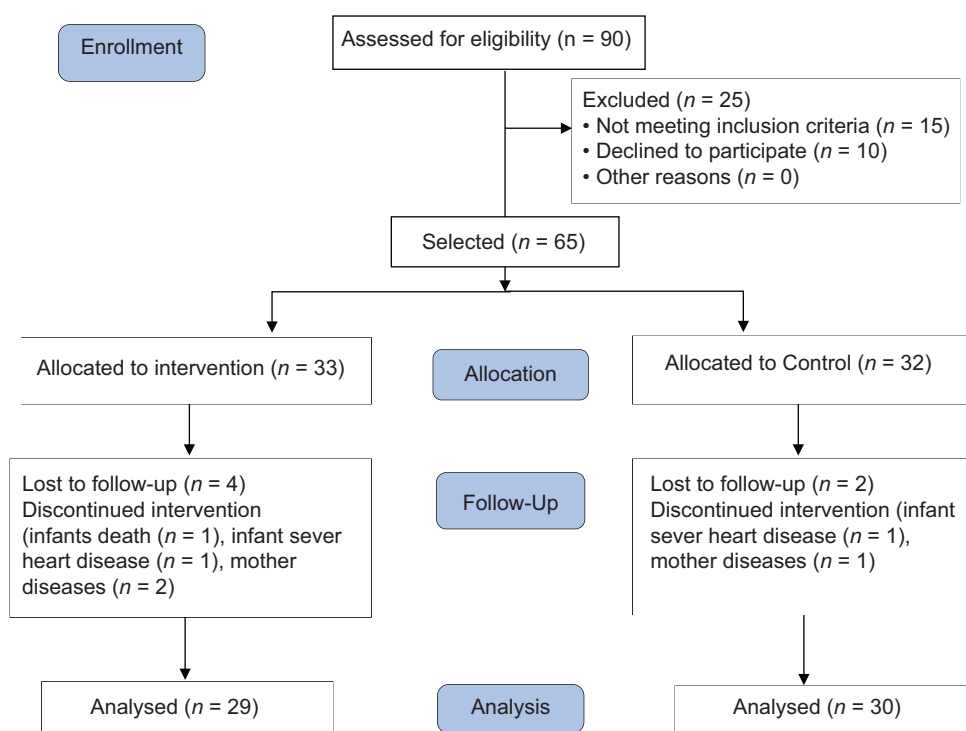 Enrollment
Assessed for eligibility (n = 90)
Excluded (n = 25)
• Not meeting inclusion criteria (n = 15)
• Declined to participate (n = 10)
• Other reasons (n = 0)
Selected (n = 65)
Allocated to intervention (n = 33)
Allocation
Allocated to Control (n = 32)
Lost to follow-up (n = 4)
Discontinued intervention
(infants death (n = 1), infant sever
heart disease (n = 1), mother
diseases (n = 2)
Follow-Up
Lost to follow-up (n = 2)
Discontinued intervention (infant
sever heart disease (n = 1),
mother diseases (n = 1)
Analysed (n = 29)
Analysis
Analysed (n = 30)